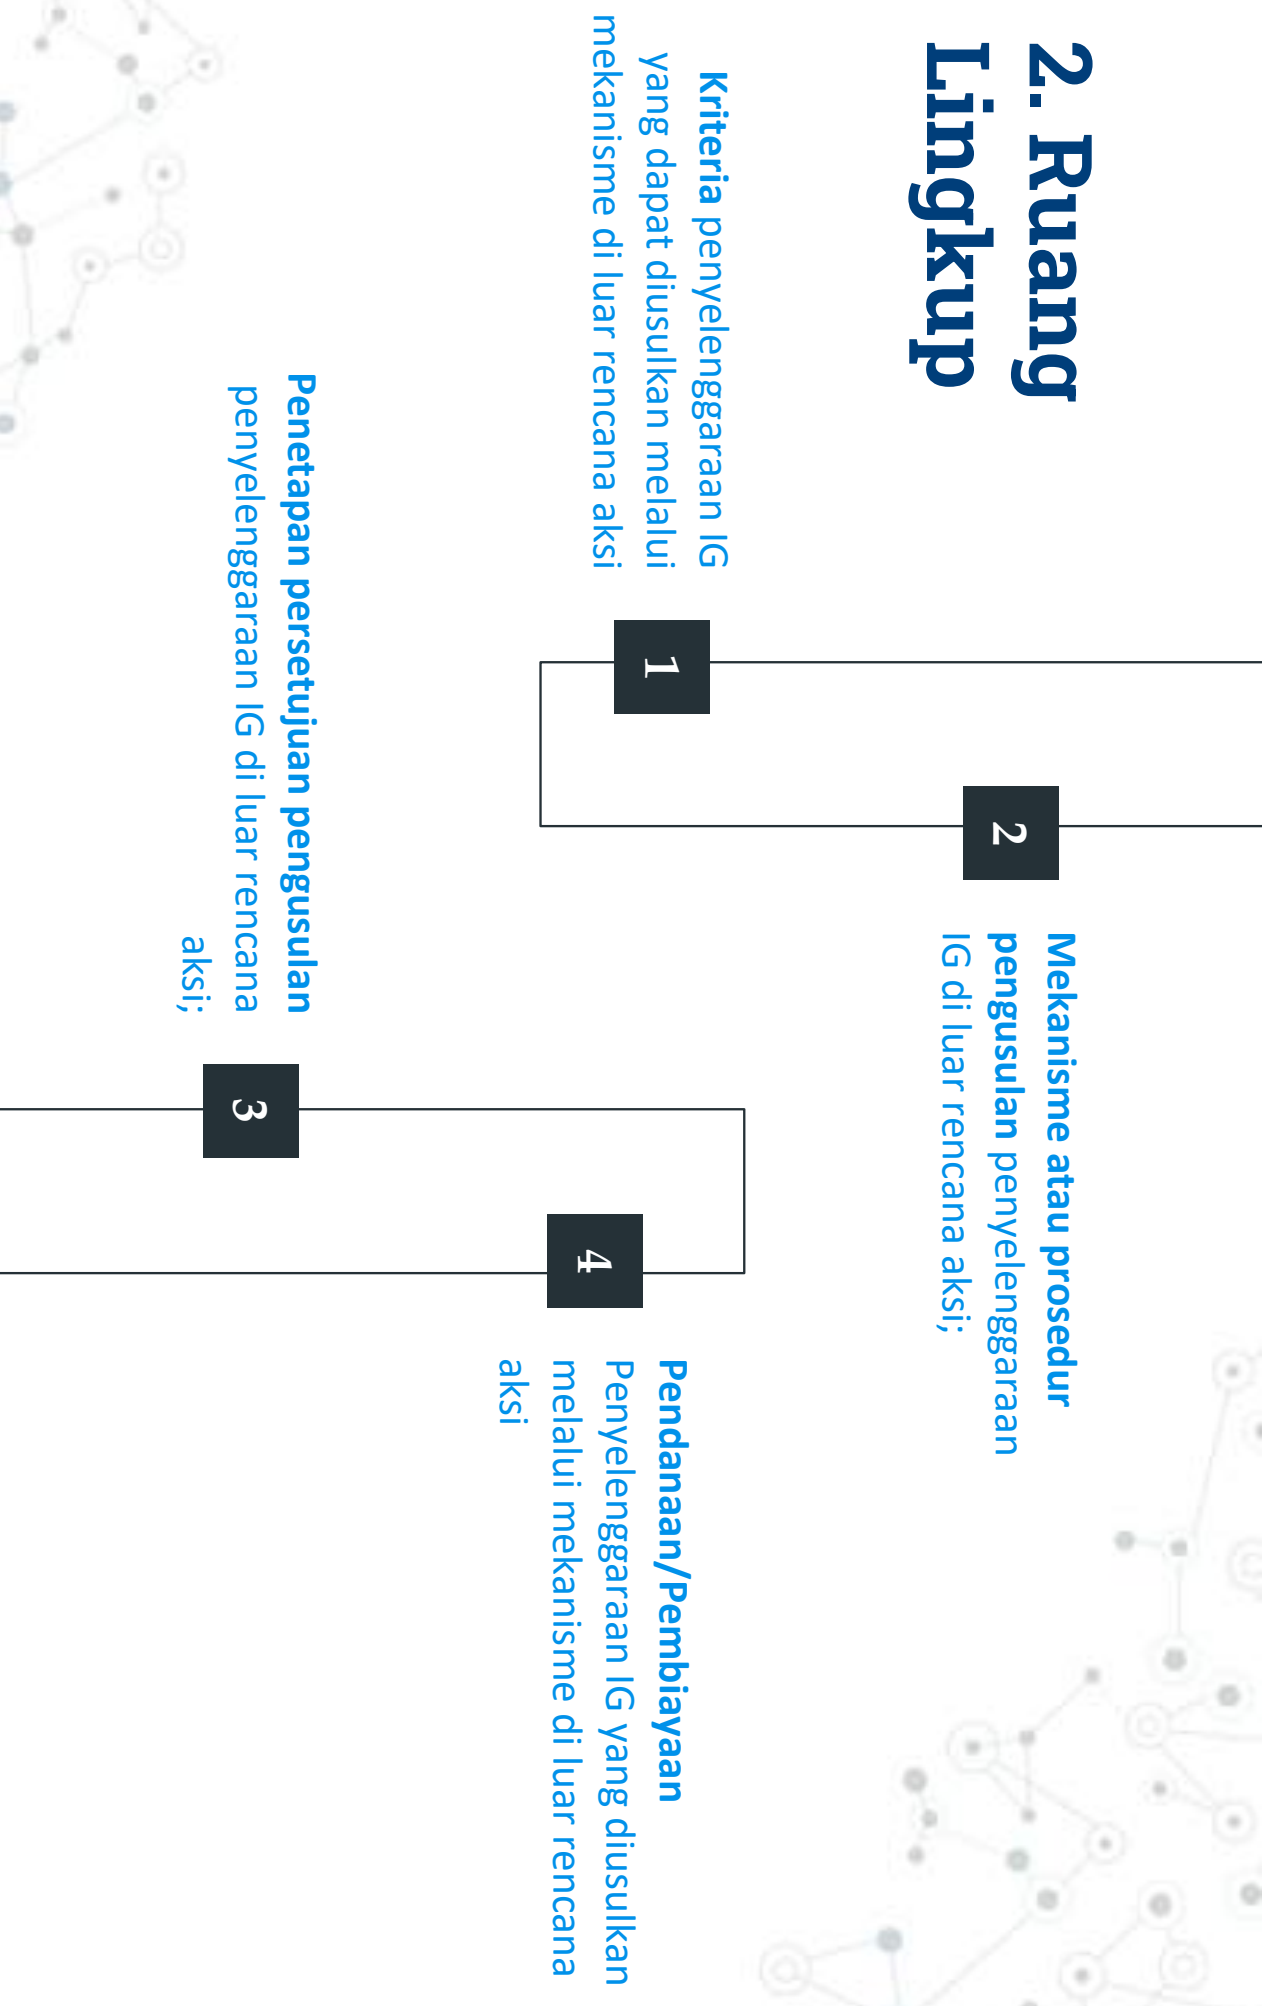 2. Ruang
Lingkup
Kriteria penyelenggaraan IG
yang dapat diusulkan melalui
mekanisme di luar rencana aksi
1
2
Mekanisme atau prosedur
pengusulan penyelenggaraan
IG di luar rencana aksi;
Penetapan persetujuan pengusulan
penyelenggaraan IG di luar rencana
aksi;
3
4
Pendanaan/Pembiayaan
Penyelenggaraan IG yang diusulkan
melalui mekanisme di luar rencana
aksi